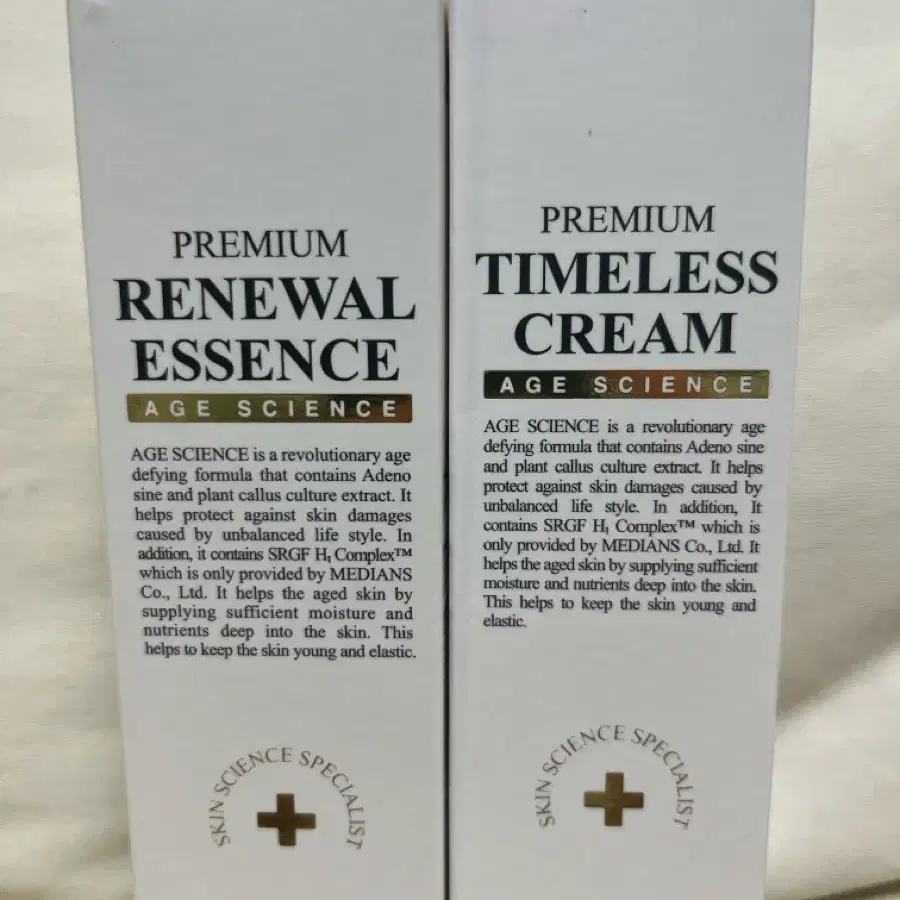 PREMIUM
RENEWAL
ESSENCE
AGE SCIENCE
AGE SCIENCE is a revolutionary age
defying formula that contains Adeno
sine and plant callus culture extract. It
helps protect against skin damages
caused by unbalanced life style. In
addition, it contains SRGF H₁ Complex™
which is only provided by MEDIANS
Co., Ltd. It helps the aged skin by
supplying sufficient moisture and
nutrients deep into the skin. This
helps to keep the skin young and elastic.
SKIN SCIENCE SPECIALIST
PREMIUM
TIMELESS
CREAM
AGE SCIENCE
AGE SCIENCE is a revolutionary age
defying formula that contains Adeno sine
and plant callus culture extract. It helps
protect against skin damages caused by
unbalanced life style. In addition, It
contains SRGF H₁ Complex™ which is
only provided by MEDIANS Co., Ltd. It
helps the aged skin by supplying sufficient
moisture and nutrients deep into the skin.
This helps to keep the skin young and
elastic.
SKIN SCIENCE SPECIALIST